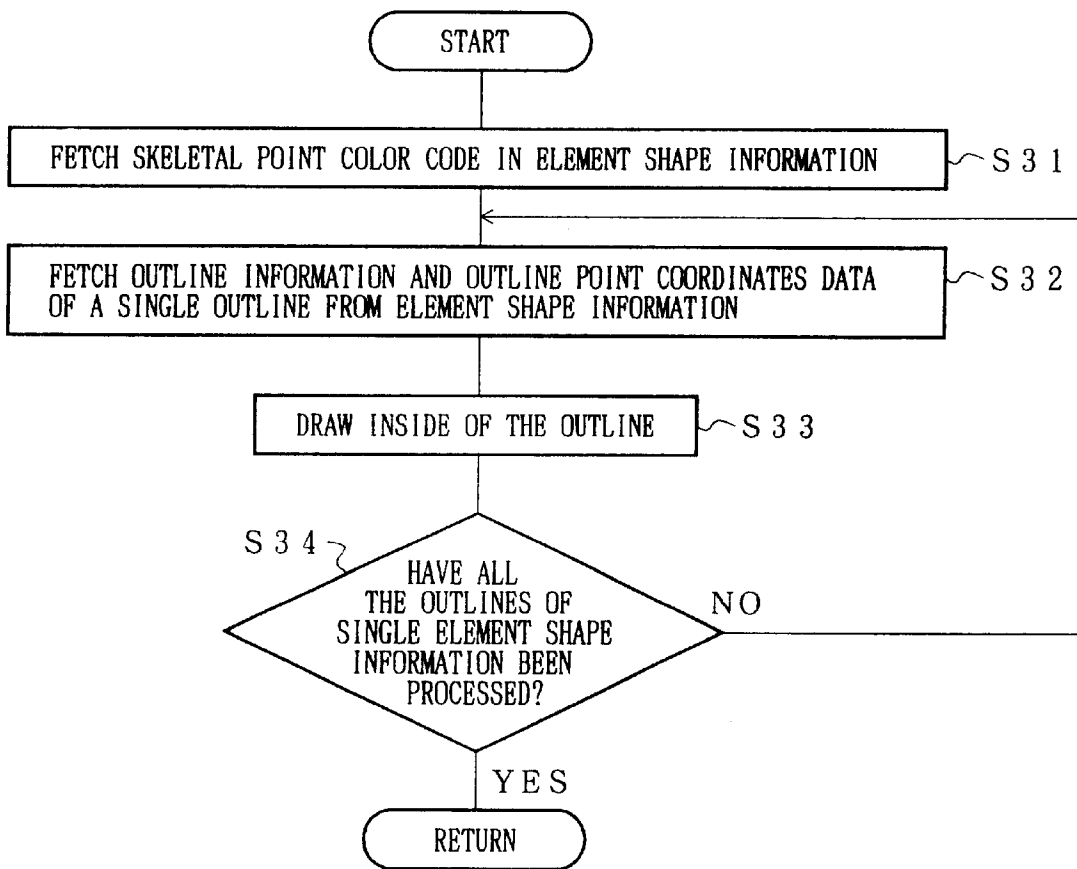 START
FETCH SKELETAL POINT COLOR CODE IN ELEMENT SHAPE INFORMATION
S31
FETCH OUTLINE INFORMATION AND OUTLINE POINT COORDINATES DATA
OF A SINGLE OUTLINE FROM ELEMENT SHAPE INFORMATION
S32
DRAW INSIDE OF THE OUTLINE
S33
S34
HAVE ALL
THE OUTLINES OF
SINGLE ELEMENT SHAPE
INFORMATION BEEN
PROCESSED?
NO
YES
RETURN